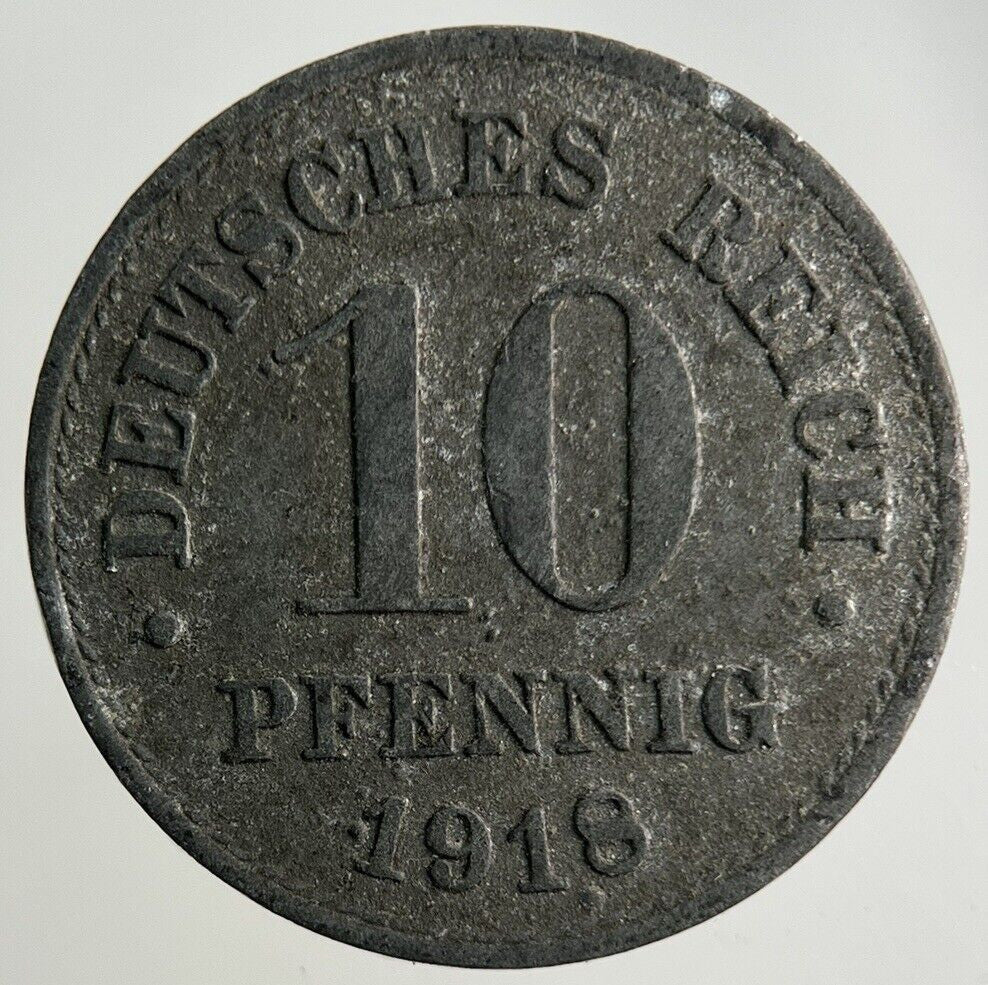 DEUTSCHES REICH
10
PFENNIG
1918